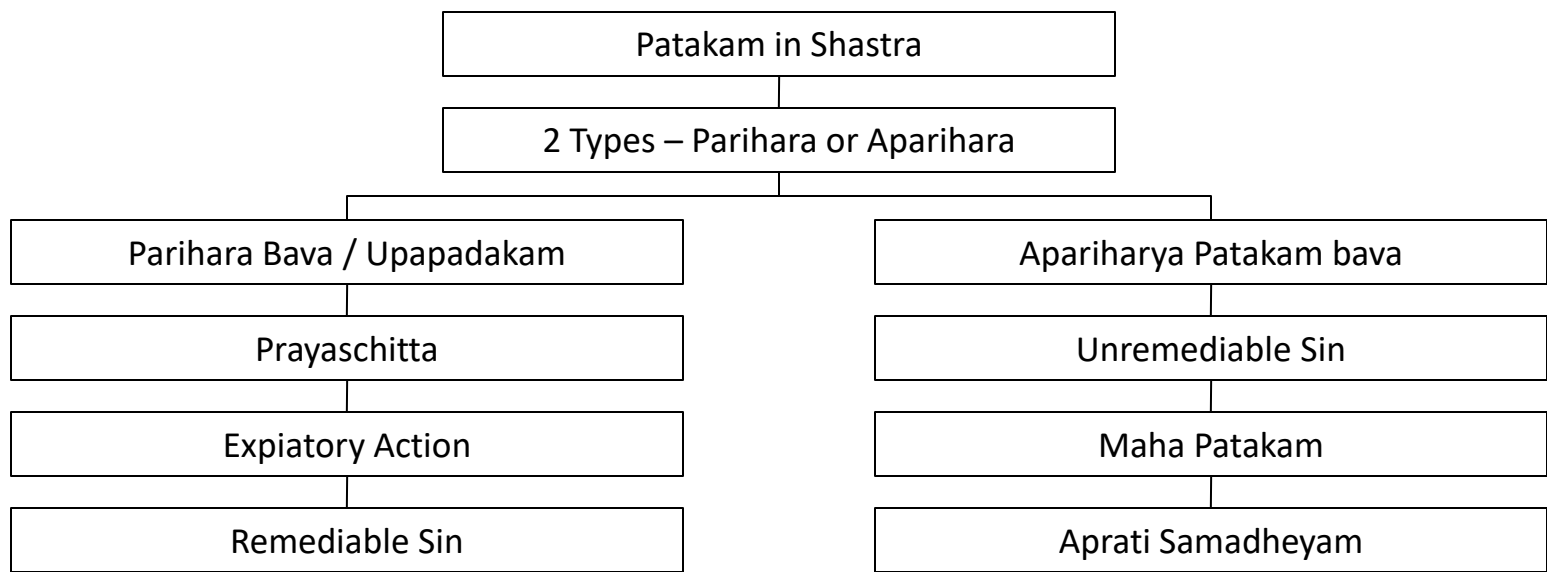 Patakam in Shastra
2 Types – Parihara or Aparihara
Parihara Bava / Upapadakam
Prayaschitta
Expiatory Action
Remediable Sin
Apariharya Patakam bava
Unremediable Sin
Maha Patakam
Aprati Samadheyam